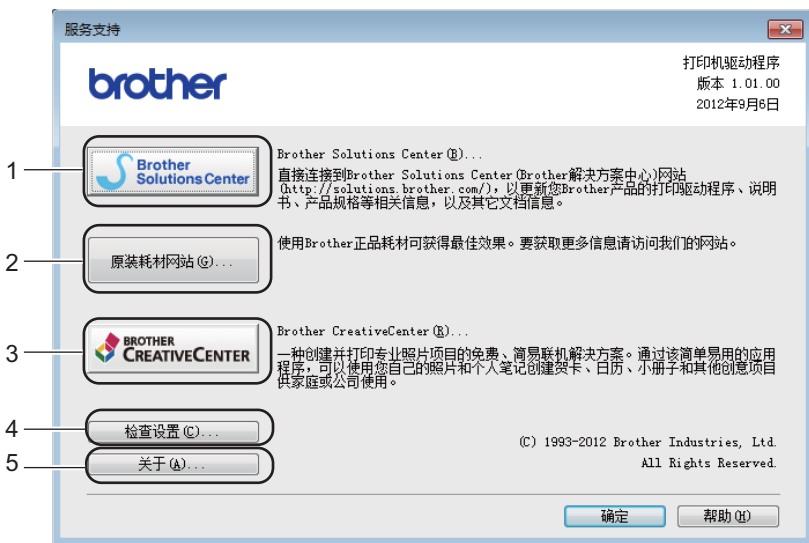 服务支持
brother
打印机驱动程序
版本 1.01.00
2012年9月6日
1
Brother
Solutions Center
Brother Solutions Center(B)...
直接连接到Brother Solutions Center(Brother解决方案中心)网站
(http://solutions.brother.com/)，以更新您Brother产品的打印驱动程序、说明
书、产品规格等相关信息，以及其它文档信息。
2
原装耗材网站(G)...
使用Brother正品耗材可获得最佳效果。要获取更多信息请访问我们的网站。
3
BROTHER
CREATIVECENTER
Brother CreativeCenter(R)...
一种创建并打印专业照片项目的免费、简易联机解决方案。通过该简单易用的应用
程序，可以使用您自己的照片和个人笔记创建贺卡、日历、小册子和其他创意项目
供家庭或公司使用。
4
检查设置(C)...
5
关于(A)...
(C) 1993-2012 Brother Industries, Ltd.
All Rights Reserved.
确定
帮助(H)